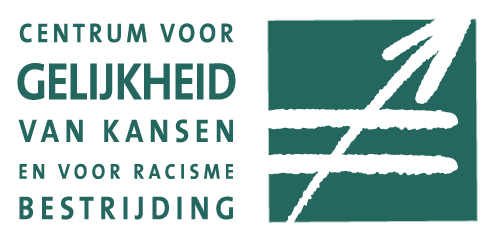 CENTRUM VOOR
GELIJKHEID
VAN KANSEN
EN VOOR RACISME
BESTRIJDING